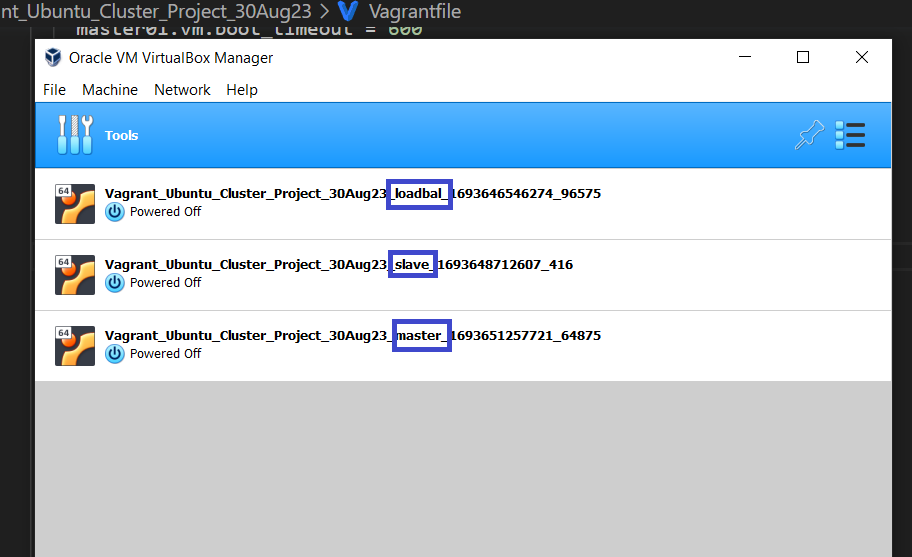 nt_Ubuntu_Cluster_Project_30Aug23 > Vagrantfile
master01.vm.boot_timeout = 600
Oracle VM VirtualBox Manager
File Machine Network Help
Tools
64
Vagrant_Ubuntu_Cluster_Project_30Aug23_loadbal_1693646546274_96575
Powered Off
64
Vagrant_Ubuntu_Cluster_Project_30Aug23_slave_1693648712607_416
Powered Off
64
Vagrant_Ubuntu_Cluster_Project_30Aug23_master_1693651257721_64875
Powered Off